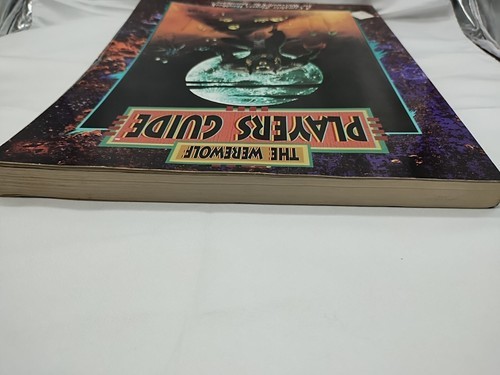 THE WEREWOLF
PLAYERS GUIDE